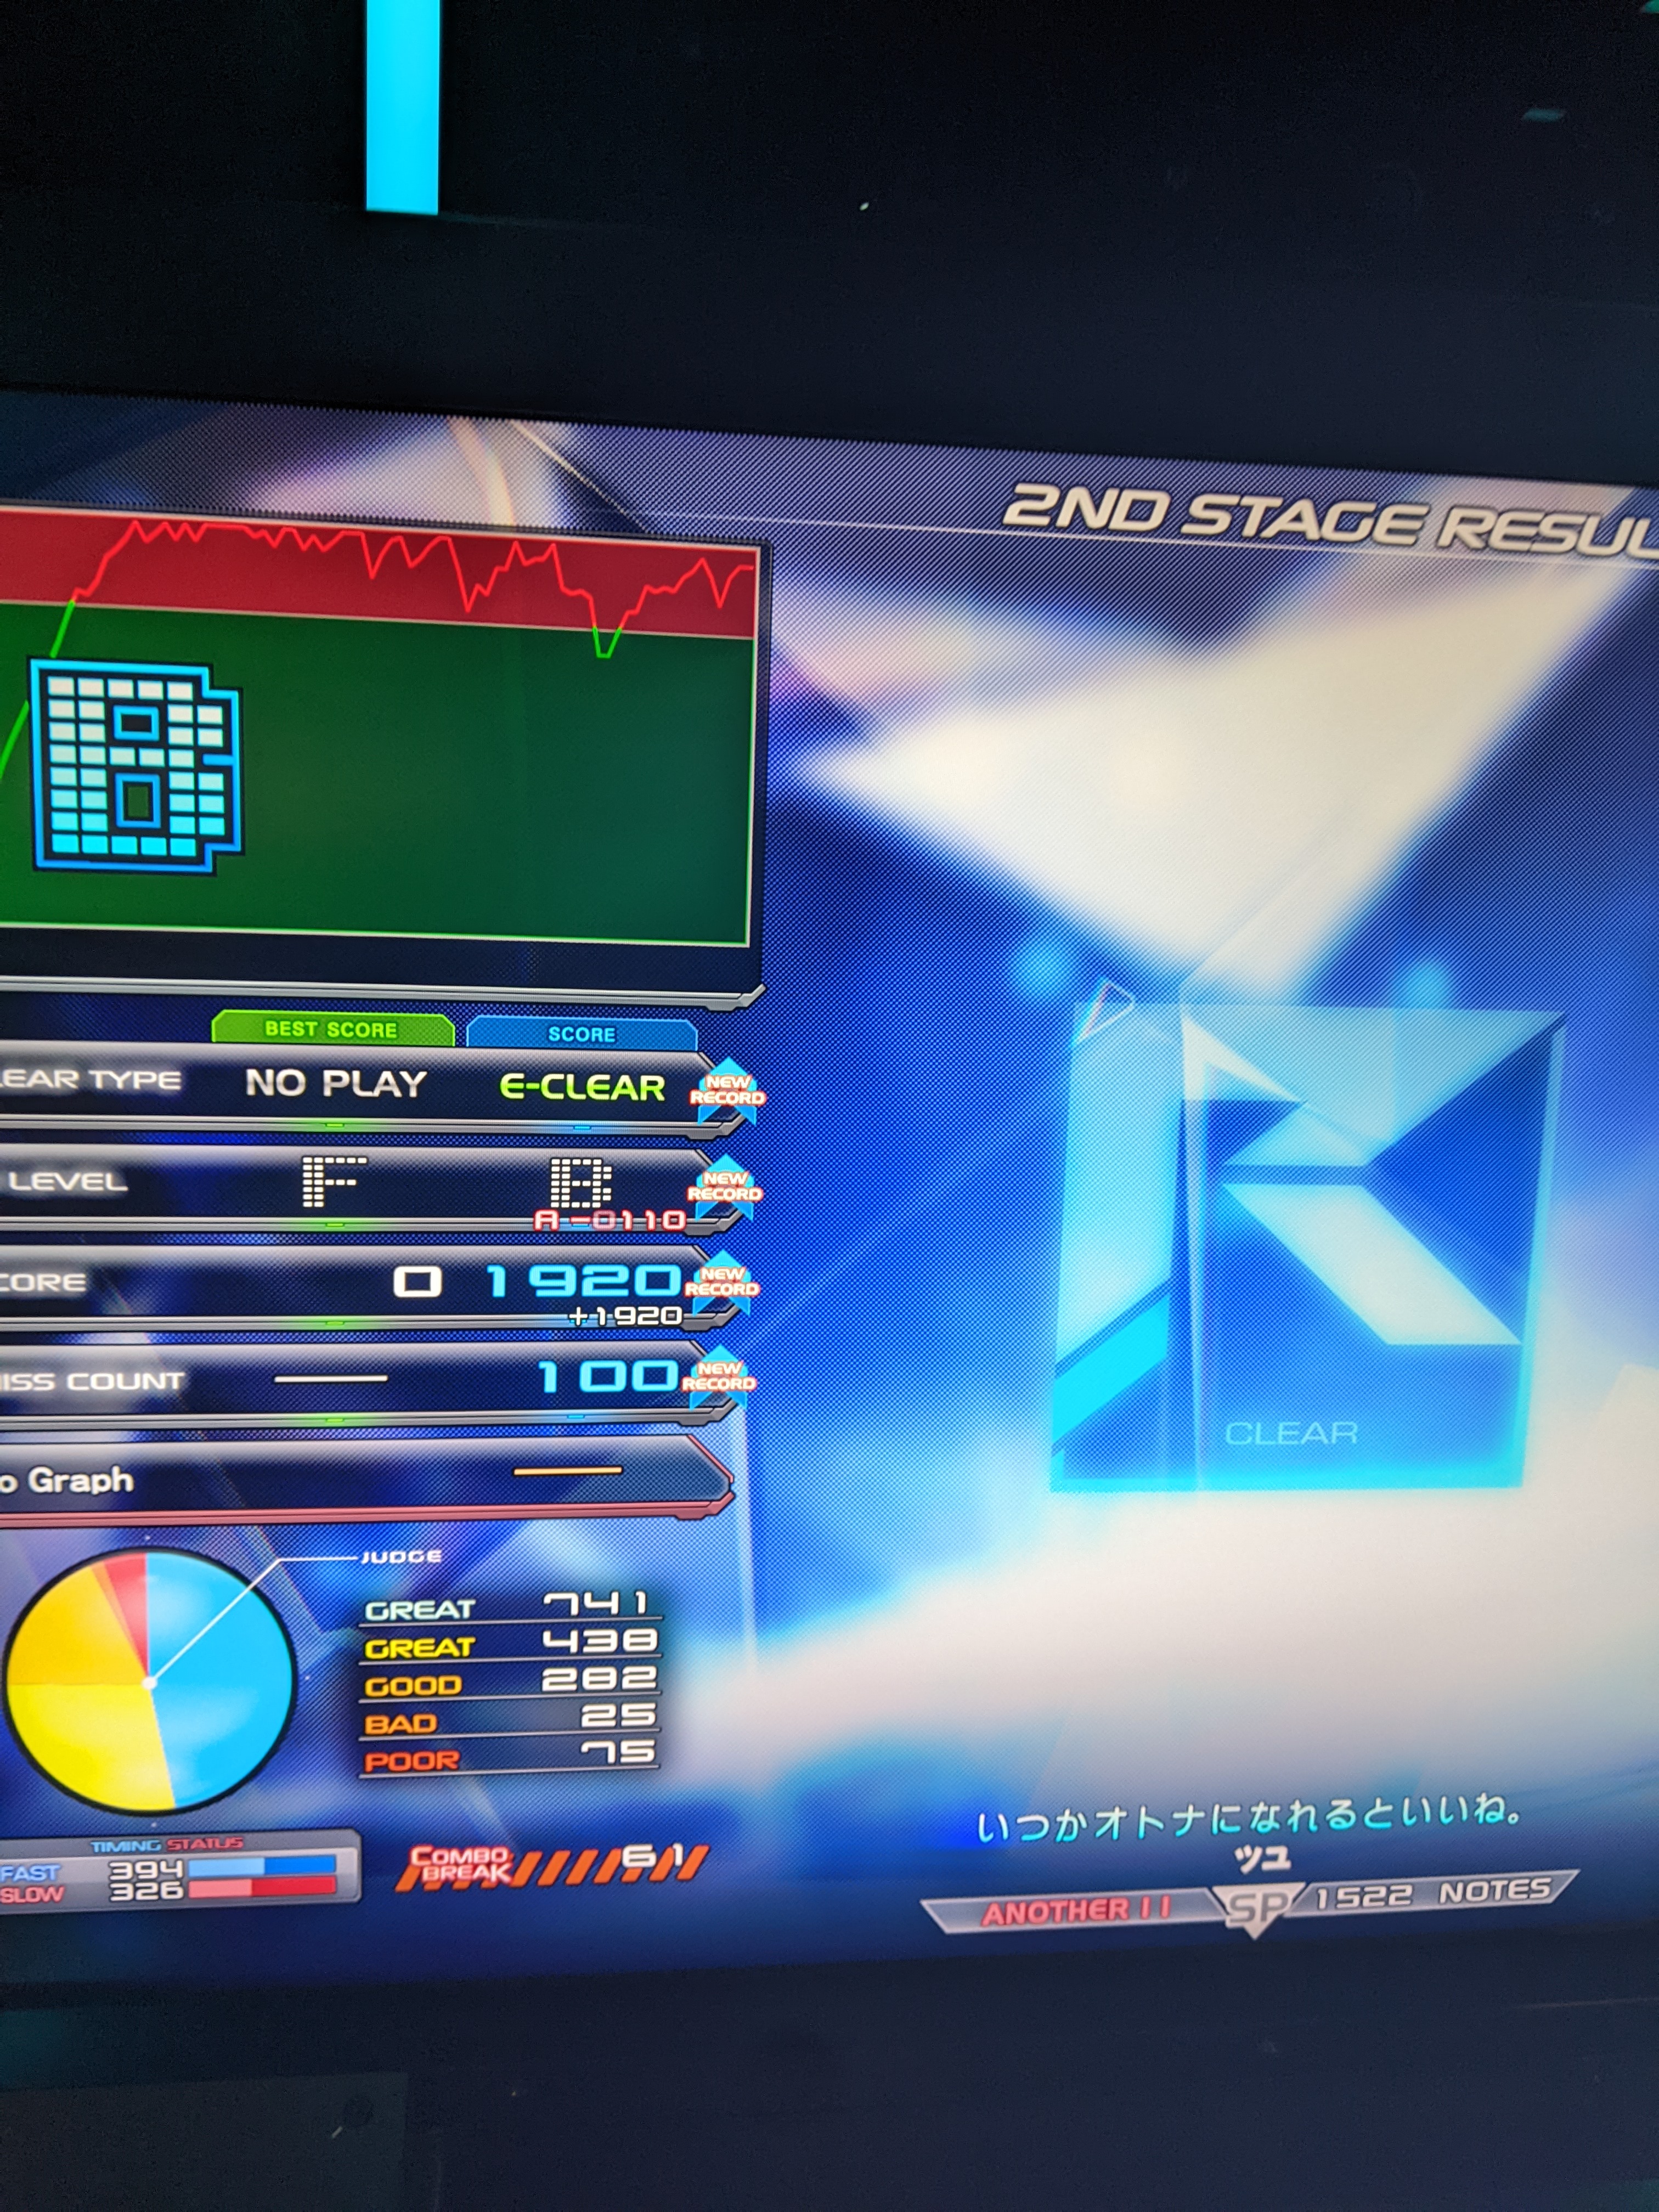 2ND STAGE RESUL
B
BEST SCORE SCORE
LEAR TYPE NO PLAY E-CLEAR NEW RECORD
LEVEL F B NEW RECORD
A -0110
CORE 0 1920 NEW RECORD
+1920
ISS COUNT 100 NEW RECORD
o Graph
CLEAR
JUDGE
GREAT 741
GREAT 438
GOOD 282
BAD 25
POOR 75
TIMING STATUS
FAST 394
SLOW 326
COMBO BREAK 61
いつかオトナになれるといいね。
ツユ
ANOTHER 11 SP 1522 NOTES